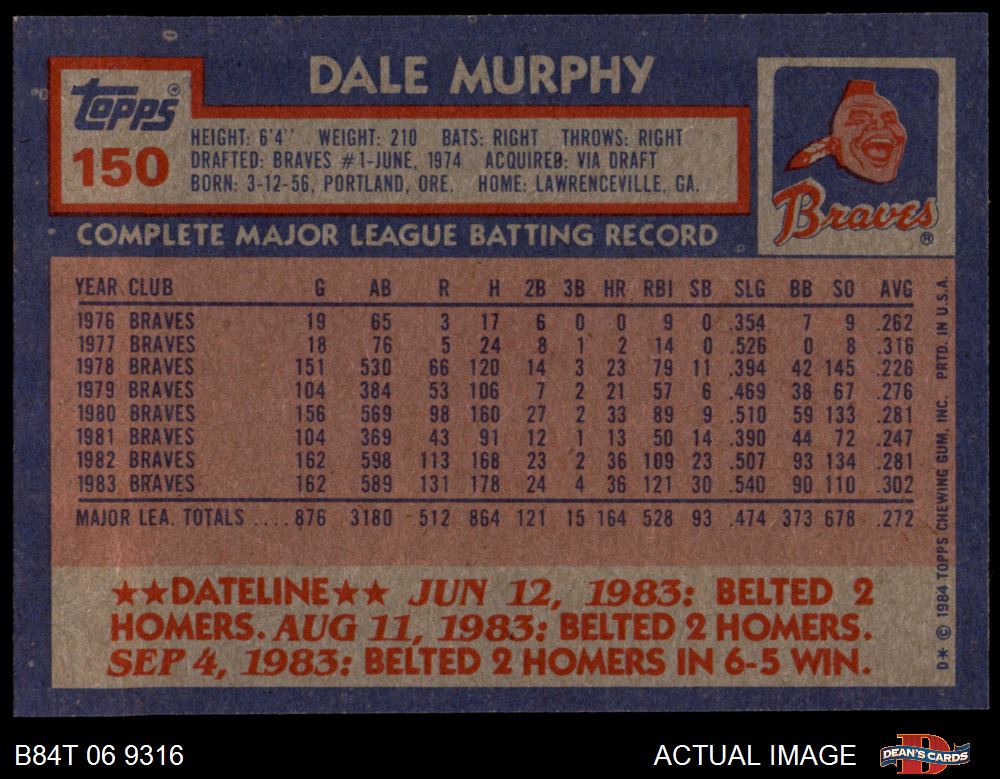 DALE MURPHY
Topps®
150
HEIGHT: 6'4'' WEIGHT: 210 BATS: RIGHT THROWS: RIGHT
DRAFTED: BRAVES #1-JUNE, 1974 ACQUIRED: VIA DRAFT
BORN: 3-12-56, PORTLAND, ORE. HOME: LAWRENCEVILLE, GA.
Braves®
COMPLETE MAJOR LEAGUE BATTING RECORD
YEAR CLUB G AB R H 2B 3B HR RBI SB SLG BB SO AVG
1976 BRAVES 19 65 3 17 6 0 0 9 0 .354 7 9 .262
1977 BRAVES 18 76 5 24 8 1 2 14 0 .526 0 8 .316
1978 BRAVES 151 530 66 120 14 3 23 79 11 .394 42 145 .226
1979 BRAVES 104 384 53 106 7 2 21 57 6 .469 38 67 .276
1980 BRAVES 156 569 98 160 27 2 33 89 9 .510 59 133 .281
1981 BRAVES 104 369 43 91 12 1 13 50 14 .390 44 72 .247
1982 BRAVES 162 598 113 168 23 2 36 109 23 .507 93 134 .281
1983 BRAVES 162 589 131 178 24 4 36 121 30 .540 90 110 .302
MAJOR LEA. TOTALS ....876 3180 512 864 121 15 164 528 93 .474 373 678 .272
★★DATELINE★★ JUN 12, 1983: BELTED 2
HOMERS. AUG 11, 1983: BELTED 2 HOMERS.
SEP 4, 1983: BELTED 2 HOMERS IN 6-5 WIN.
D* © 1984 TOPPS CHEWING GUM, INC. PRTD. IN U.S.A.
B84T 06 9316
ACTUAL IMAGE
DEAN'S CARDS